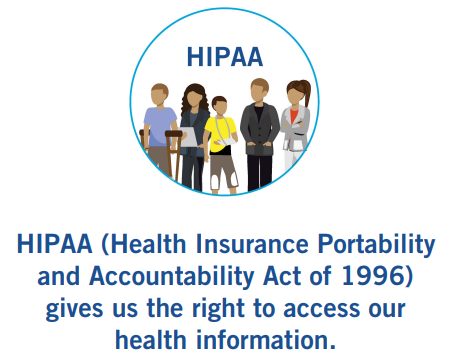 HIPAA
HIPAA (Health Insurance Portability
and Accountability Act of 1996)
gives us the right to access our
health information.